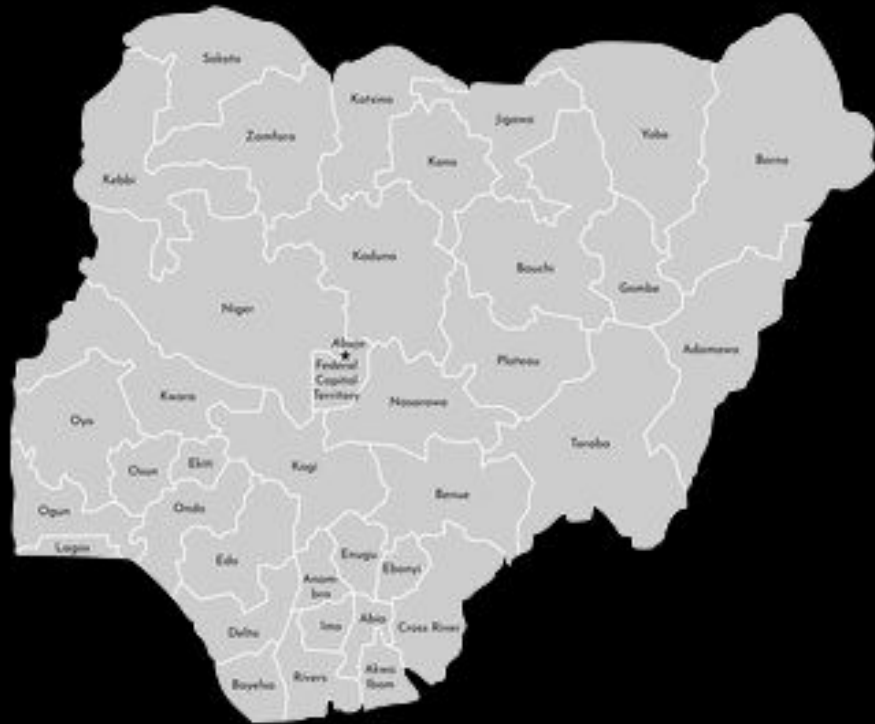 Sokoto
Katsina
Jigawa
Yobe
Borno
Zamfara
Kano
Kebbi
Kaduna
Bauchi
Gombe
Niger
Abuja
Federal
Capital
Territory
Plateau
Adamawa
Kwara
Nasarawa
Oyo
Taraba
Osun
Ekiti
Kogi
Benue
Ogun
Ondo
Lagos
Edo
Enugu
Ebonyi
Anam-
bra
Delta
Imo
Abia
Cross River
Bayelsa
Rivers
Akwa
Ibom